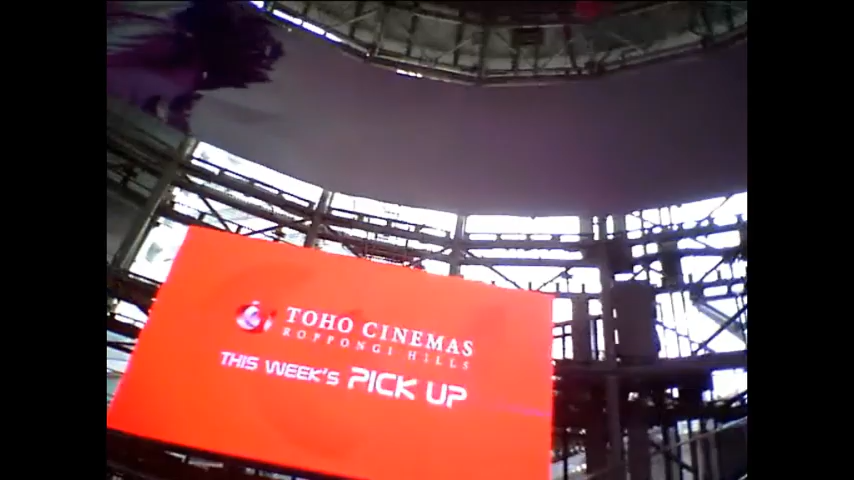 TOHO CINEMAS
ROPPONGI HILLS
THIS WEEK'S PICK UP